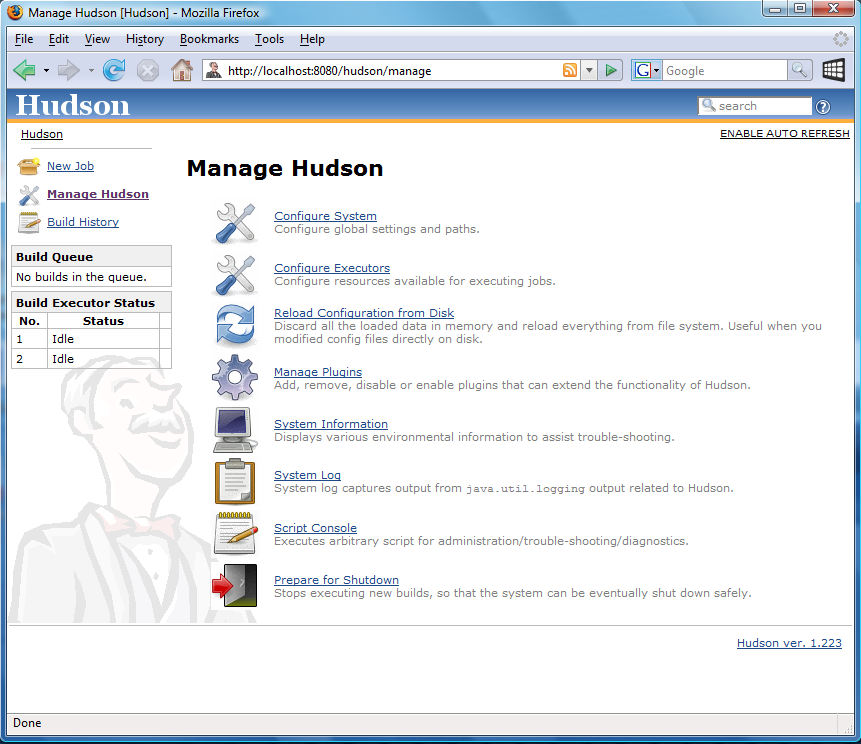 Manage Hudson [Hudson] - Mozilla Firefox
File Edit View History Bookmarks Tools Help
http://localhost:8080/hudson/manage
G Google
Hudson
search
?
Hudson
ENABLE AUTO REFRESH
New Job
Manage Hudson
Build History
Build Queue
No builds in the queue.
Build Executor Status
No. Status
1 Idle
2 Idle
Manage Hudson
Configure System
Configure global settings and paths.
Configure Executors
Configure resources available for executing jobs.
Reload Configuration from Disk
Discard all the loaded data in memory and reload everything from file system. Useful when you
modified config files directly on disk.
Manage Plugins
Add, remove, disable or enable plugins that can extend the functionality of Hudson.
System Information
Displays various environmental information to assist trouble-shooting.
System Log
System log captures output from java.util.logging output related to Hudson.
Script Console
Executes arbitrary script for administration/trouble-shooting/diagnostics.
Prepare for Shutdown
Stops executing new builds, so that the system can be eventually shut down safely.
Hudson ver. 1.223
Done